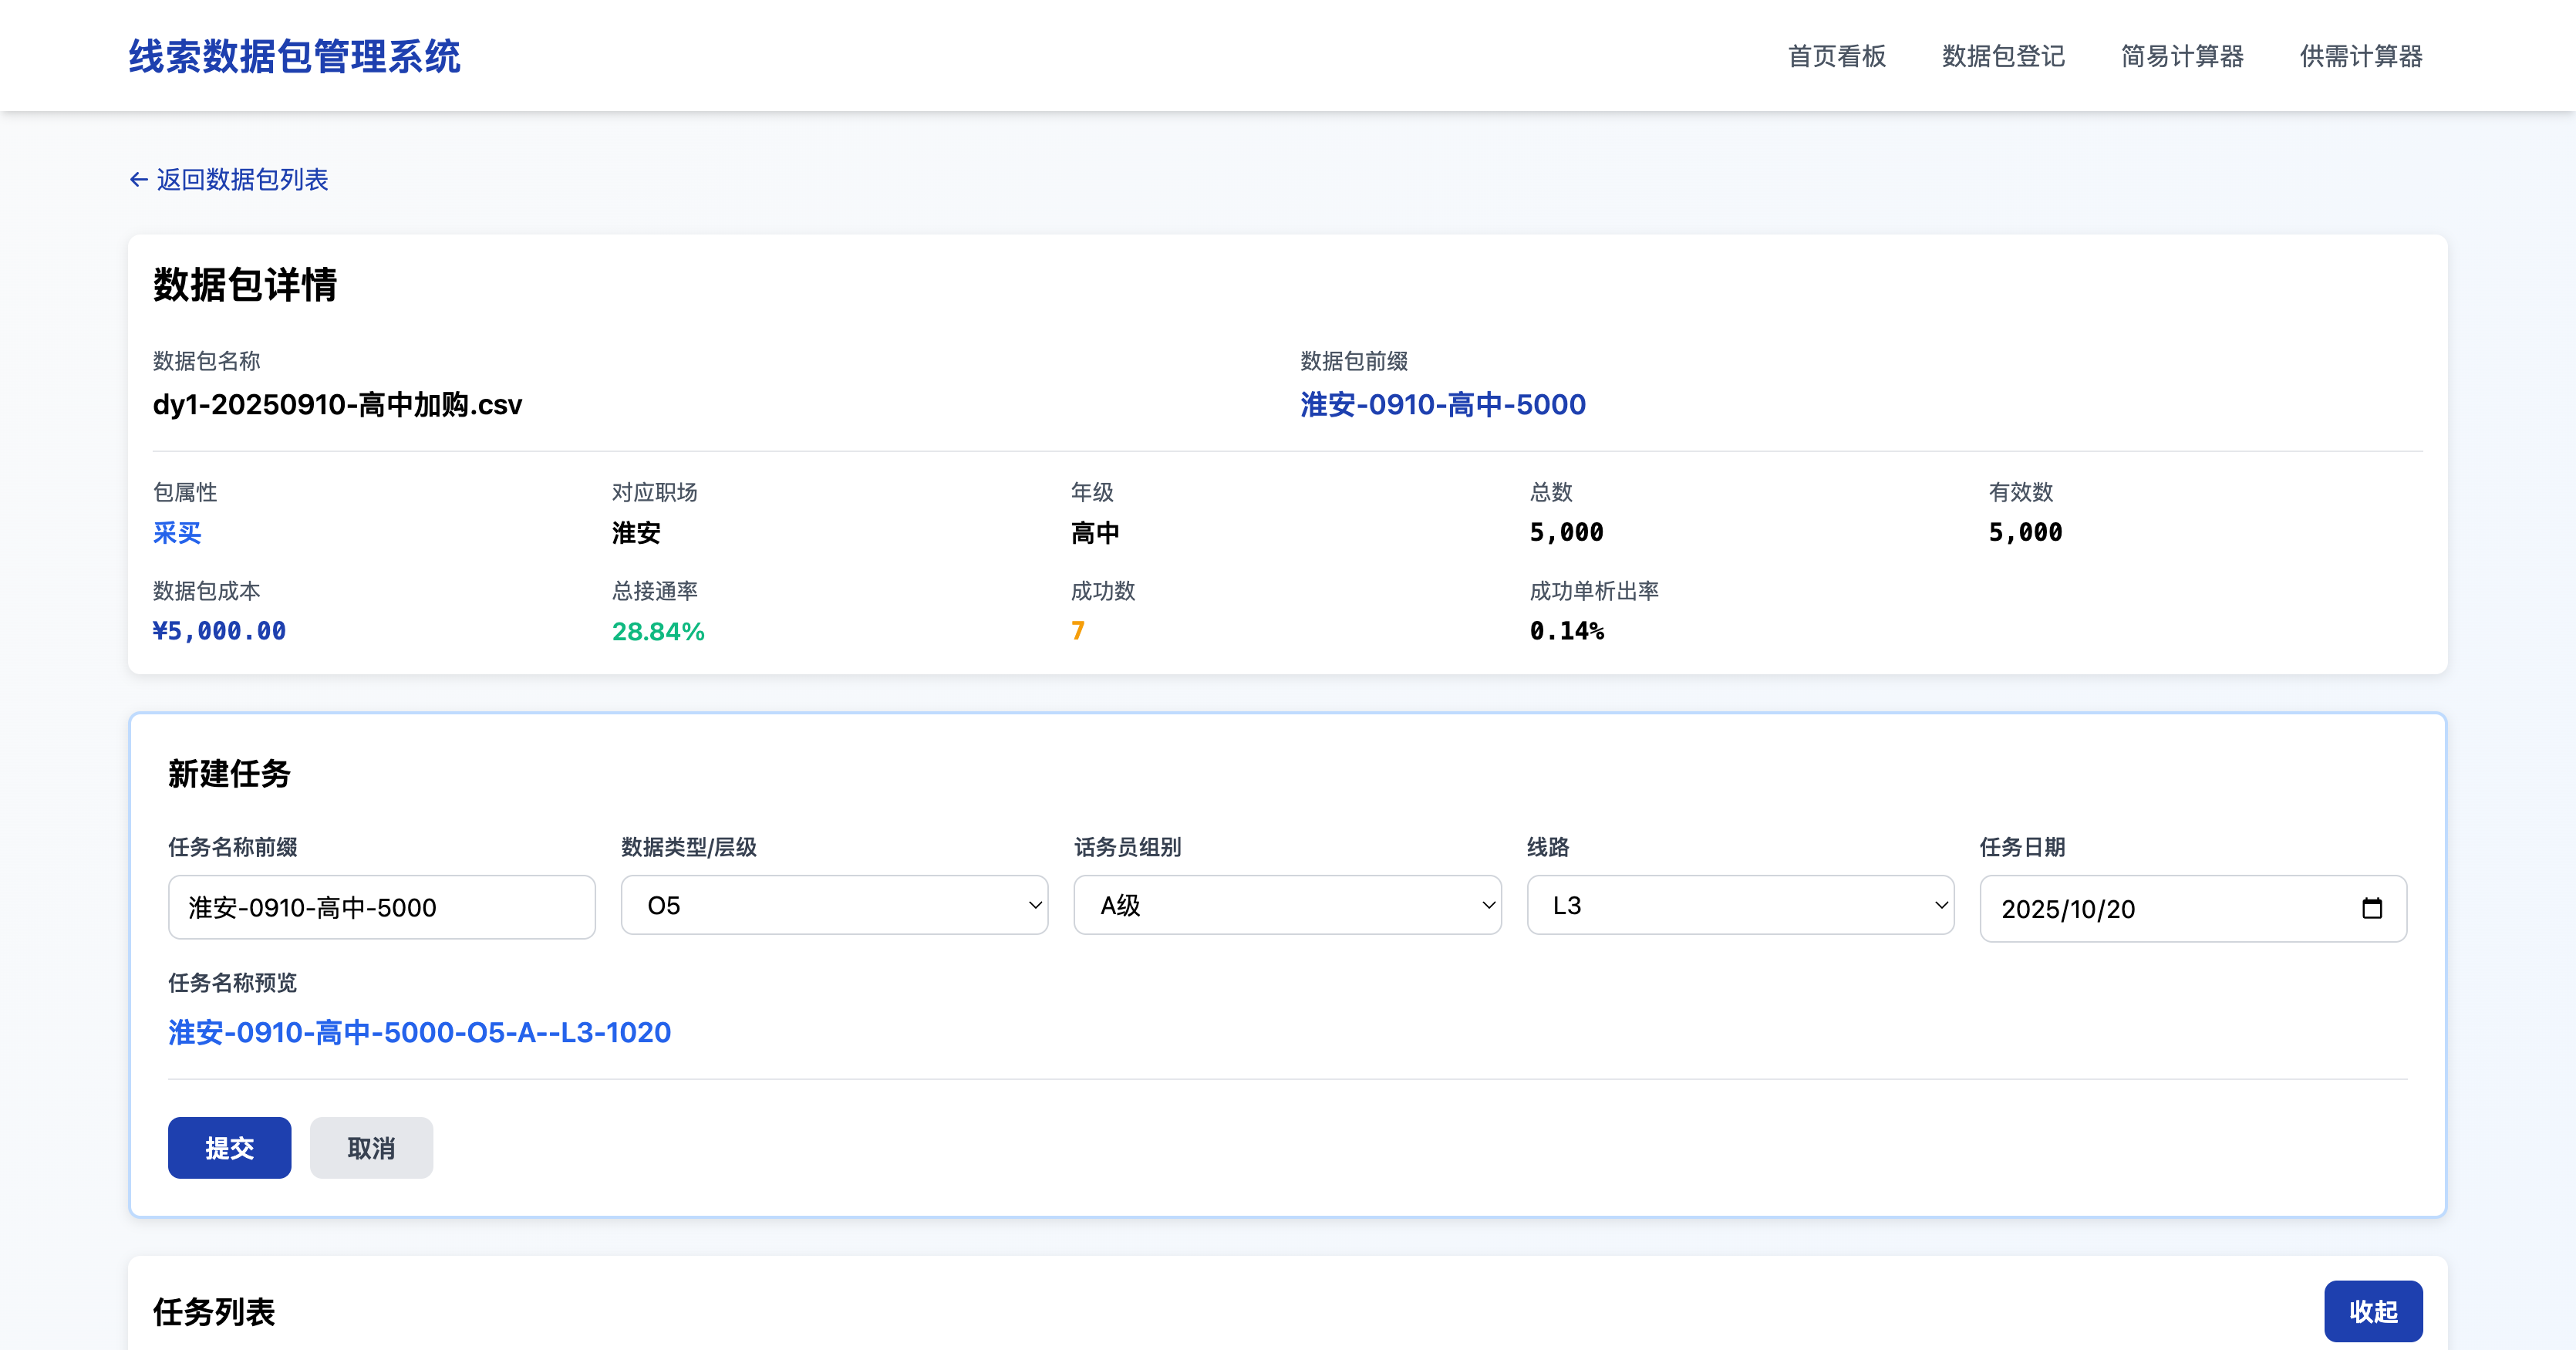 线索数据包管理系统
首页看板 数据包登记 简易计算器 供需计算器
← 返回数据包列表
数据包详情
数据包名称 数据包前缀
dy1-20250910-高中加购.csv 淮安-0910-高中-5000
包属性 对应职场 年级 总数 有效数
采买 淮安 高中 5,000 5,000
数据包成本 总接通率 成功数 成功单析出率
¥5,000.00 28.84% 7 0.14%
新建任务
任务名称前缀 数据类型/层级 话务员组别 线路 任务日期
淮安-0910-高中-5000 O5 A级 L3 2025/10/20
任务名称预览
淮安-0910-高中-5000-O5-A--L3-1020
提交 取消
任务列表 收起